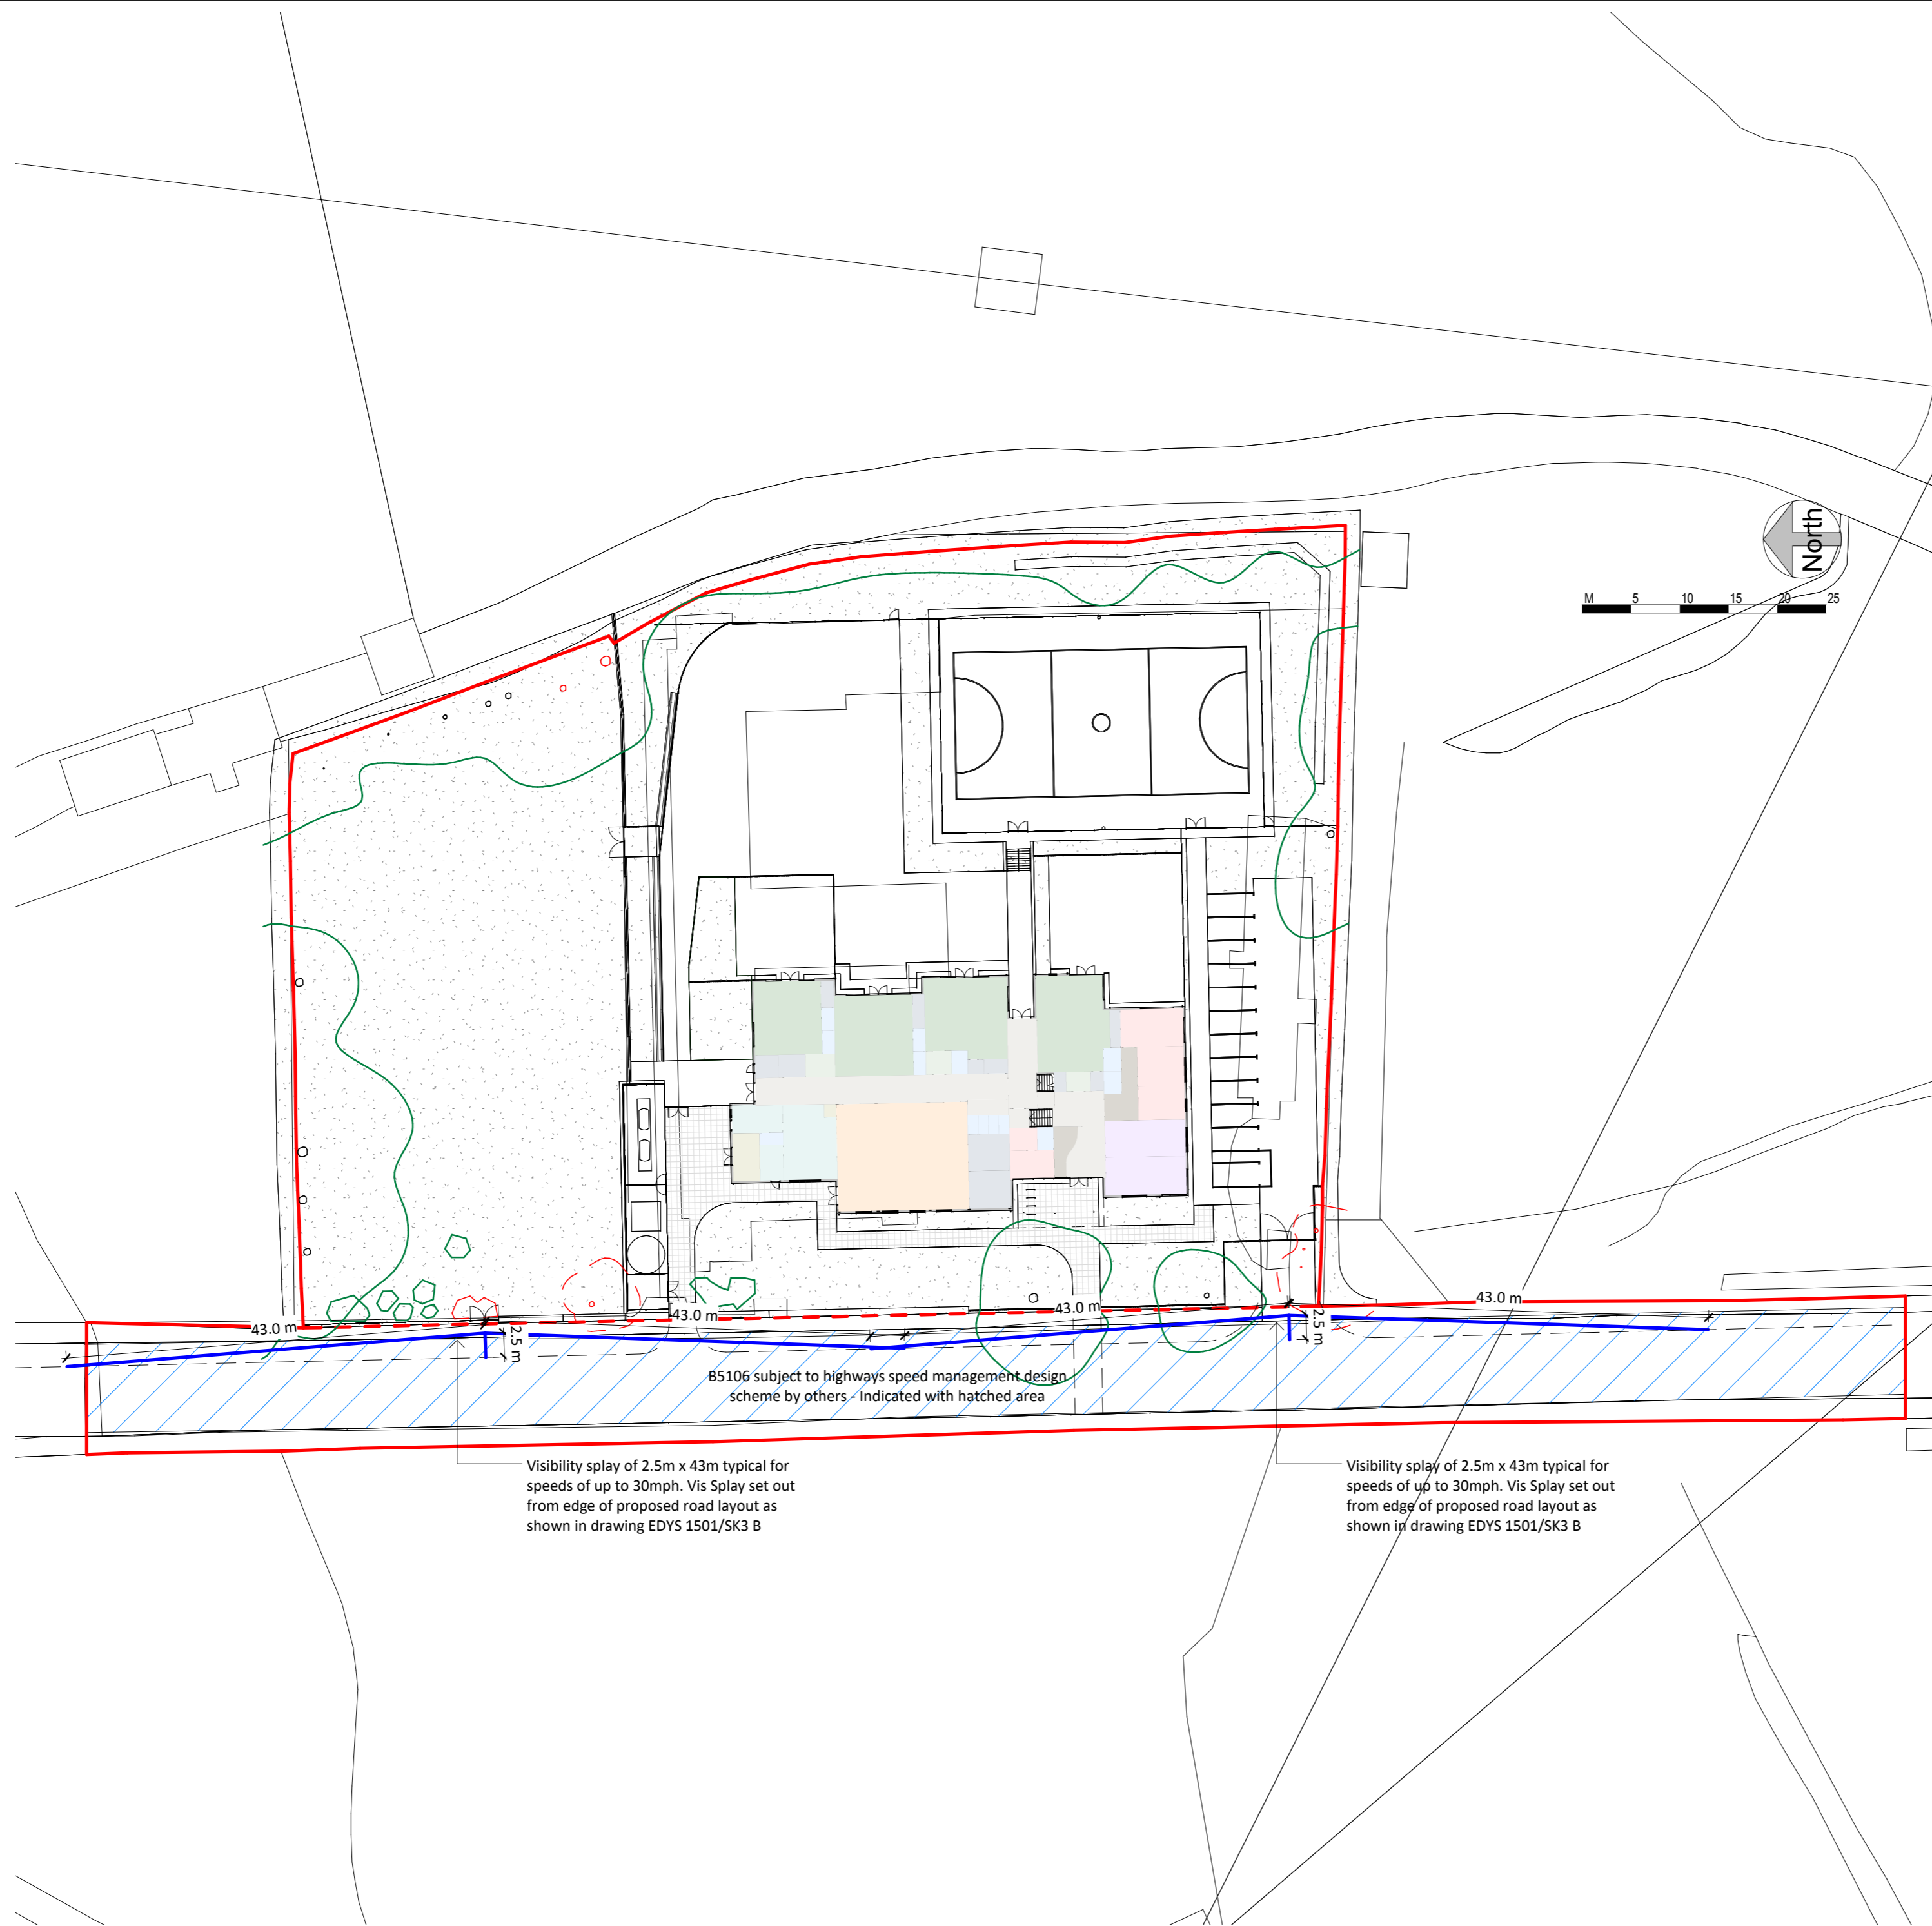 North
M 5 10 15 20 25
43.0 m
43.0 m
43.0 m
43.0 m
2.5 m
2.5 m
B5106 subject to highways speed management design
scheme by others - Indicated with hatched area
Visibility splay of 2.5m x 43m typical for
speeds of up to 30mph. Vis Splay set out
from edge of proposed road layout as
shown in drawing EDYS 1501/SK3 B
Visibility splay of 2.5m x 43m typical for
speeds of up to 30mph. Vis Splay set out
from edge of proposed road layout as
shown in drawing EDYS 1501/SK3 B